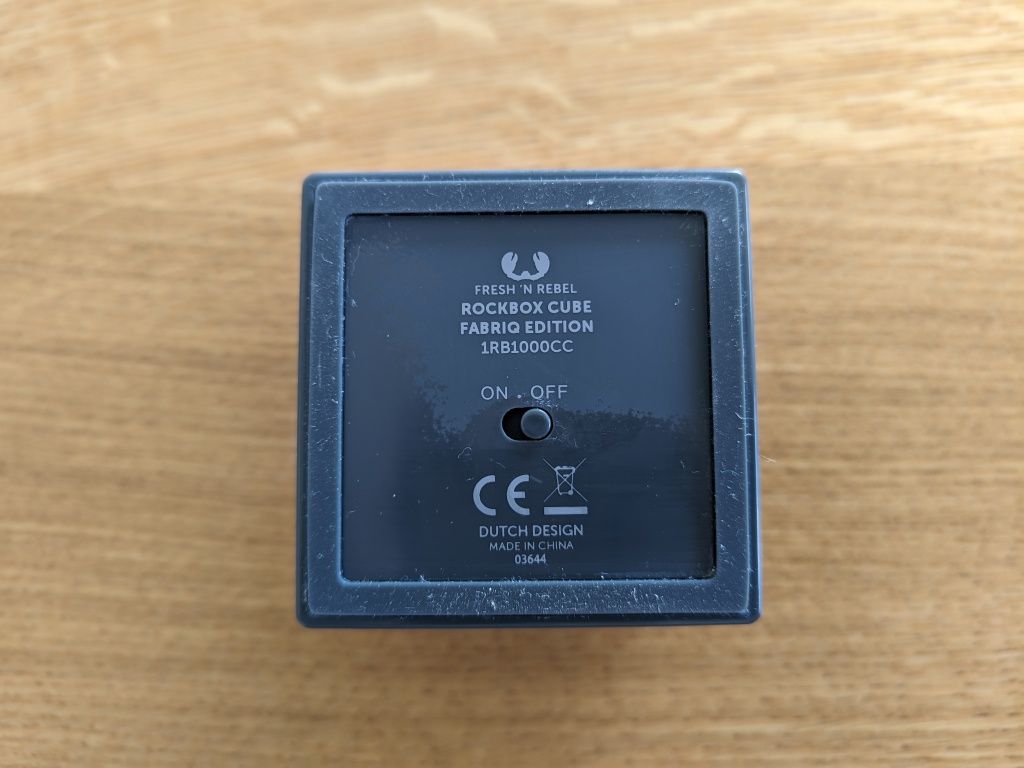 FRESH 'N REBEL
ROCKBOX CUBE
FABRIQ EDITION
1RB1000CC
ON . OFF
CE
DUTCH DESIGN
MADE IN CHINA
03644